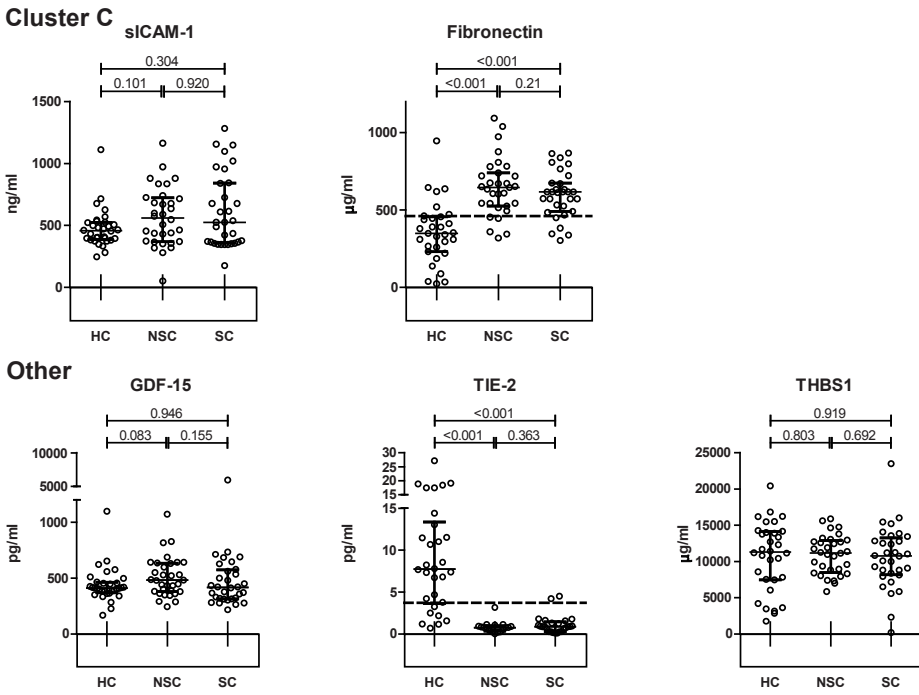 Cluster C
sICAM-1
0.304
0.101 0.920
1500
1000
500
0
ng/ml
HC NSC SC
Fibronectin
<0.001
<0.001 0.21
1000
500
0
µg/ml
HC NSC SC
Other
GDF-15
0.946
0.083 0.155
10000
5000
1000
500
0
pg/ml
HC NSC SC
TIE-2
<0.001
<0.001 0.363
30
25
20
15
15
10
5
0
pg/ml
HC NSC SC
THBS1
0.919
0.803 0.692
25000
20000
15000
10000
5000
0
µg/ml
HC NSC SC